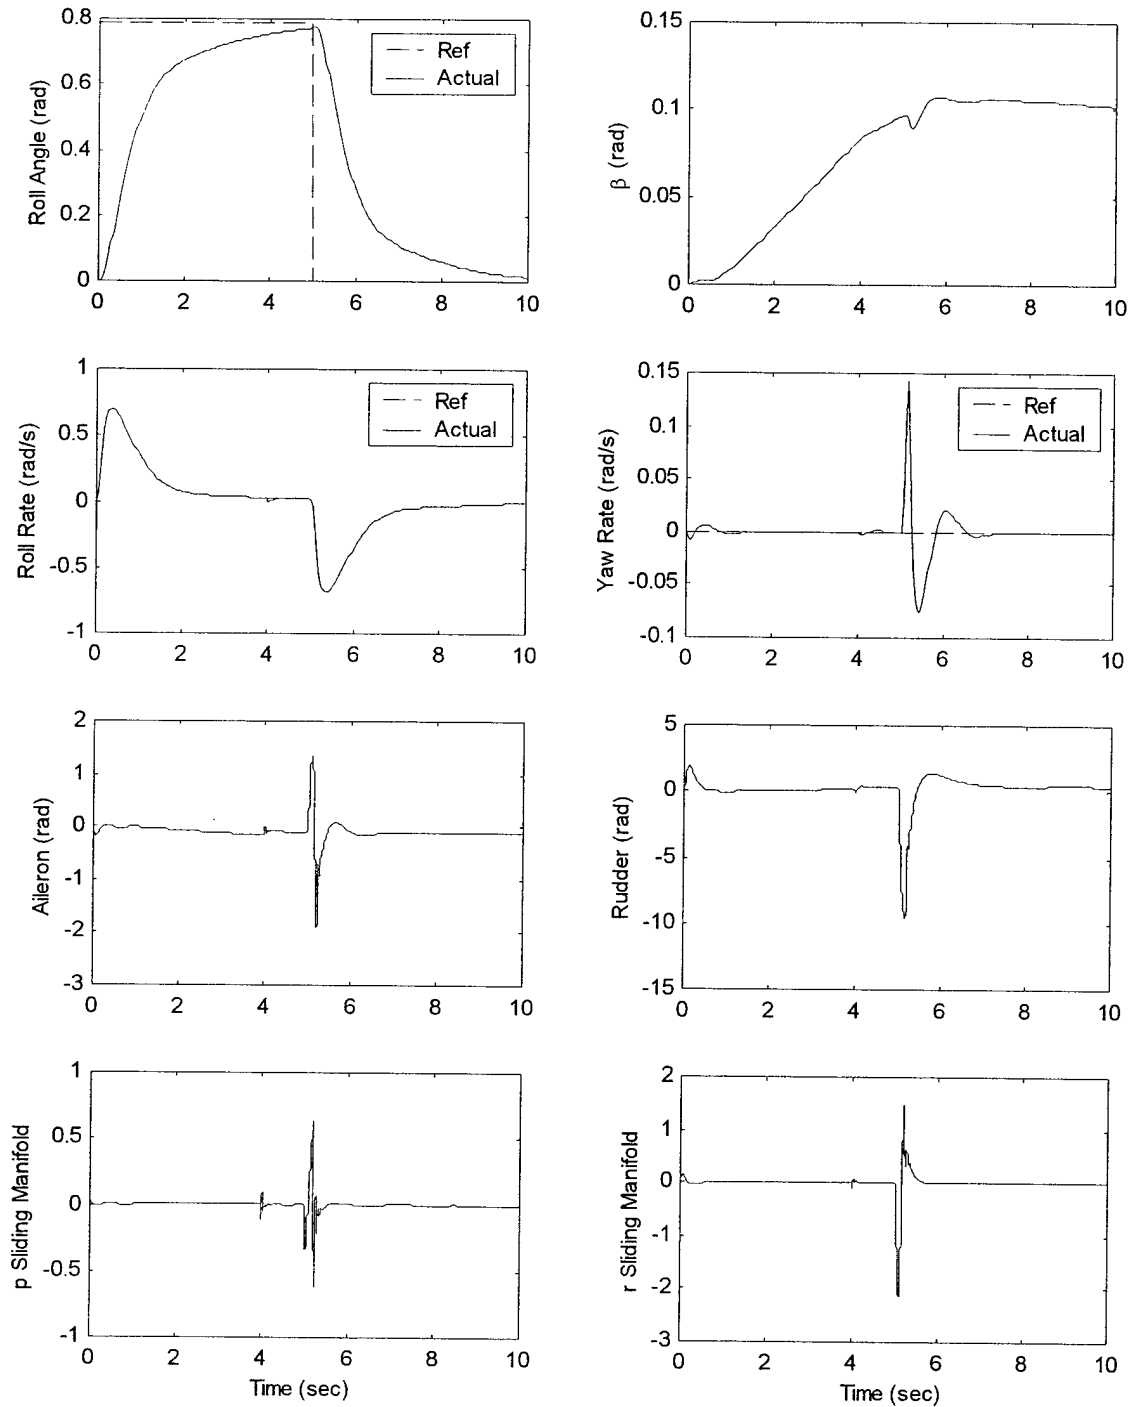 Roll Angle (rad)
0.8
0.6
0.4
0.2
0
0 2 4 6 8 10
Ref
Actual
β (rad)
0.15
0.1
0.05
0
0 2 4 6 8 10
Roll Rate (rad/s)
1
0.5
0
-0.5
-1
0 2 4 6 8 10
Ref
Actual
Yaw Rate (rad/s)
0.15
0.1
0.05
0
-0.05
-0.1
0 2 4 6 8 10
Ref
Actual
Aileron (rad)
2
1
0
-1
-2
-3
0 2 4 6 8 10
Rudder (rad)
5
0
-5
-10
-15
0 2 4 6 8 10
p Sliding Manifold
1
0.5
0
-0.5
-1
0 2 4 6 8 10
Time (sec)
r Sliding Manifold
2
1
0
-1
-2
-3
0 2 4 6 8 10
Time (sec)